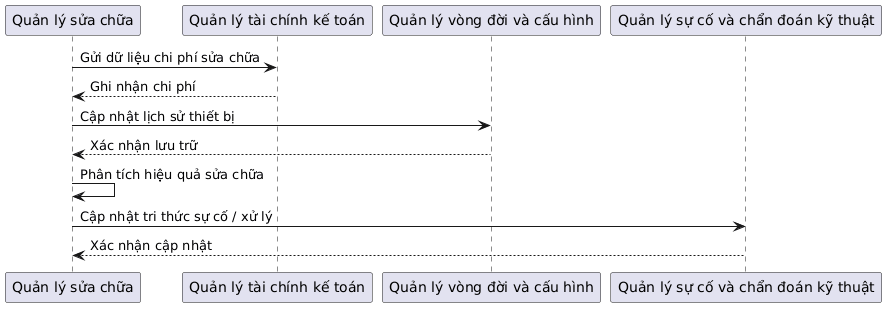 Quản lý sửa chữa
Quản lý tài chính kế toán
Quản lý vòng đời và cấu hình
Quản lý sự cố và chẩn đoán kỹ thuật
Gửi dữ liệu chi phí sửa chữa
Ghi nhận chi phí
Cập nhật lịch sử thiết bị
Xác nhận lưu trữ
Phân tích hiệu quả sửa chữa
Cập nhật tri thức sự cố / xử lý
Xác nhận cập nhật
Quản lý sửa chữa
Quản lý tài chính kế toán
Quản lý vòng đời và cấu hình
Quản lý sự cố và chẩn đoán kỹ thuật